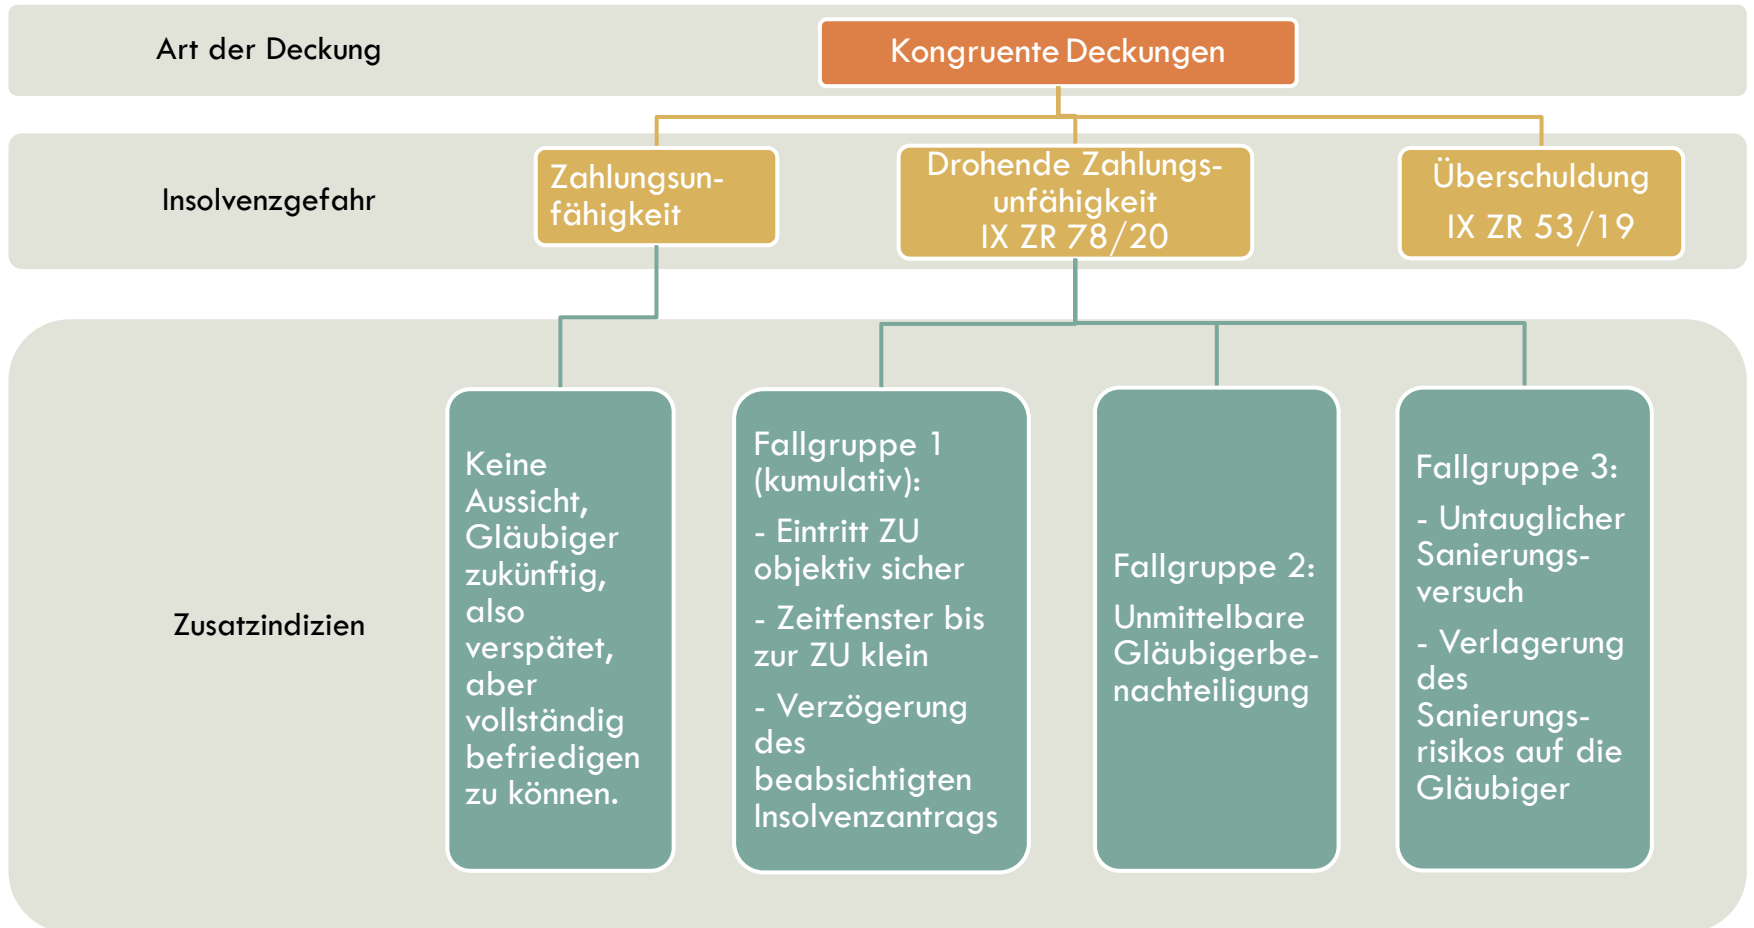 Art der Deckung
Kongruente Deckungen
Insolvenzgefahr
Zahlungsun-
fähigkeit
Drohende Zahlungs-
unfähigkeit
IX ZR 78/20
Überschuldung
IX ZR 53/19
Zusatzindizien
Keine
Aussicht,
Gläubiger
zukünftig,
also
verspätet,
aber
vollständig
befriedigen
zu können.
Fallgruppe 1
(kumulativ):
- Eintritt ZU
objektiv sicher
- Zeitfenster bis
zur ZU klein
- Verzögerung
des
beabsichtigten
Insolvenzantrags
Fallgruppe 2:
Unmittelbare
Gläubigerbe-
nachteiligung
Fallgruppe 3:
- Untauglicher
Sanierungs-
versuch
- Verlagerung
des
Sanierungs-
risikos auf die
Gläubiger